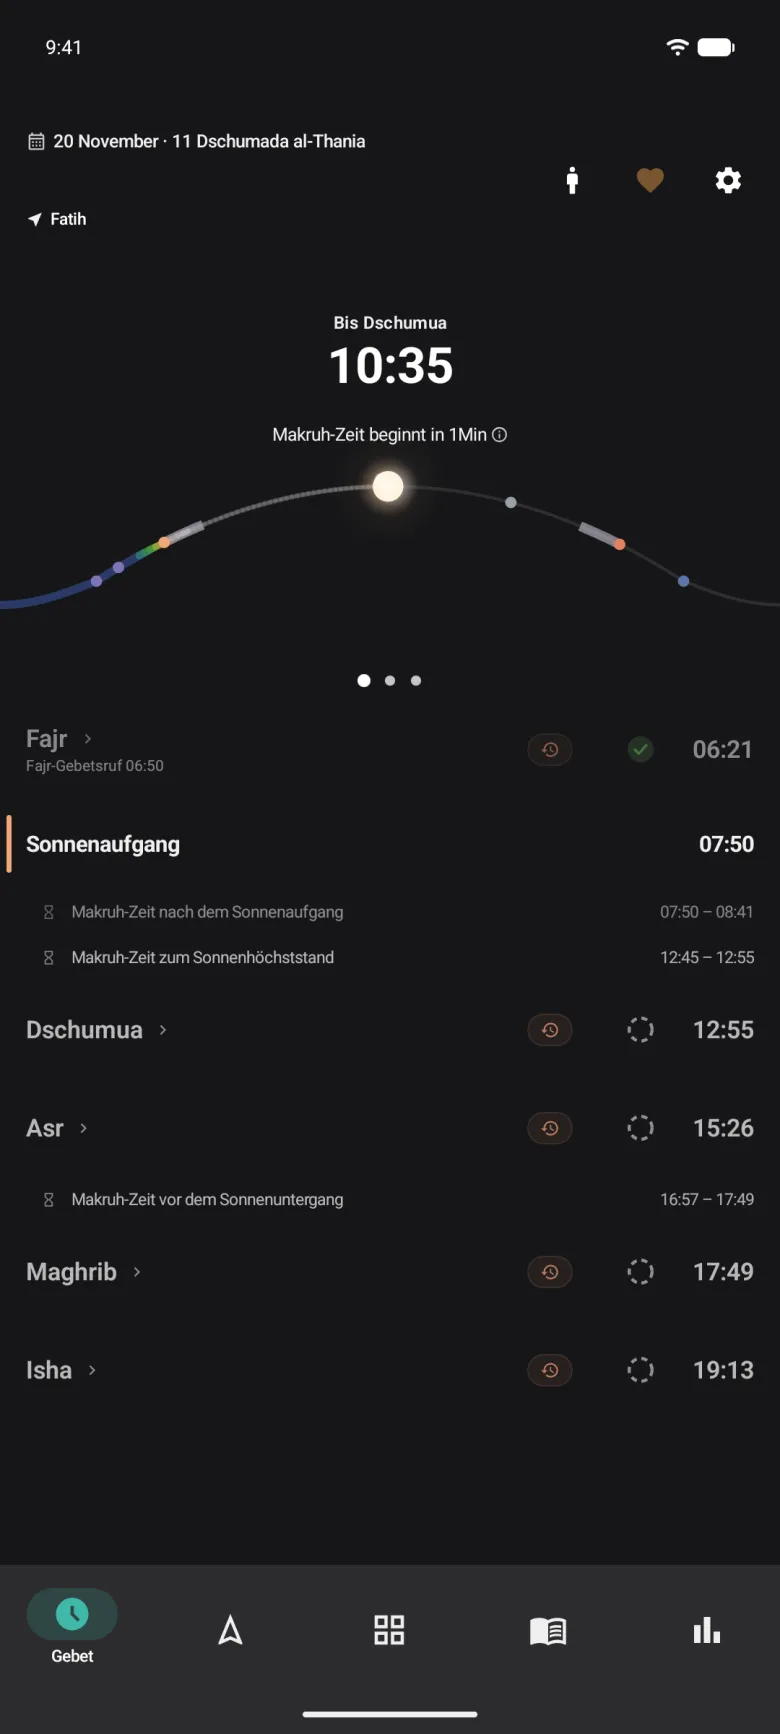 9:41
20 November · 11 Dschumada al-Thania
Fatih
Bis Dschumua
10:35
Makruh-Zeit beginnt in 1Min
Fajr
Fajr-Gebetsruf 06:50
06:21
Sonnenaufgang 07:50
Makruh-Zeit nach dem Sonnenaufgang 07:50 – 08:41
Makruh-Zeit zum Sonnenhöchststand 12:45 – 12:55
Dschumua 12:55
Asr 15:26
Makruh-Zeit vor dem Sonnenuntergang 16:57 – 17:49
Maghrib 17:49
Isha 19:13
Gebet